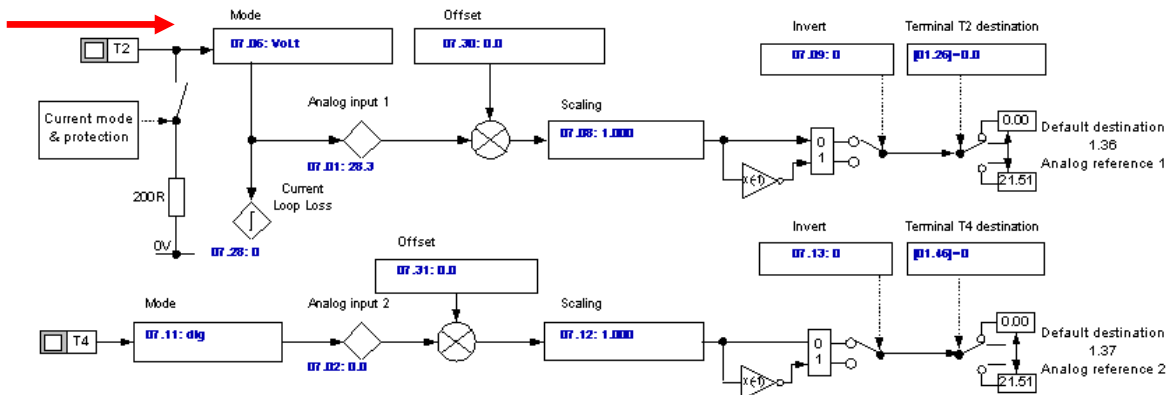 Mode
Offset
Invert
Terminal T2 destination
T2
07.06: Volt
07.30: 0.0
07.09: 0
[01.26]=0.0
Current mode
& protection
Analog input 1
Scaling
07.08: 1.000
0
1
0.00
Default destination
1.36
Analog reference 1
07.01: 28.3
x(-1)
21.51
200R
Current
Loop Loss
0V
07.28: 0
Offset
Invert
Terminal T4 destination
07.31: 0.0
07.13: 0
[01.46]=0
Mode
Analog input 2
Scaling
T4
07.11: dig
07.12: 1.000
0
1
0.00
Default destination
1.37
Analog reference 2
07.02: 0.0
x(-1)
21.51